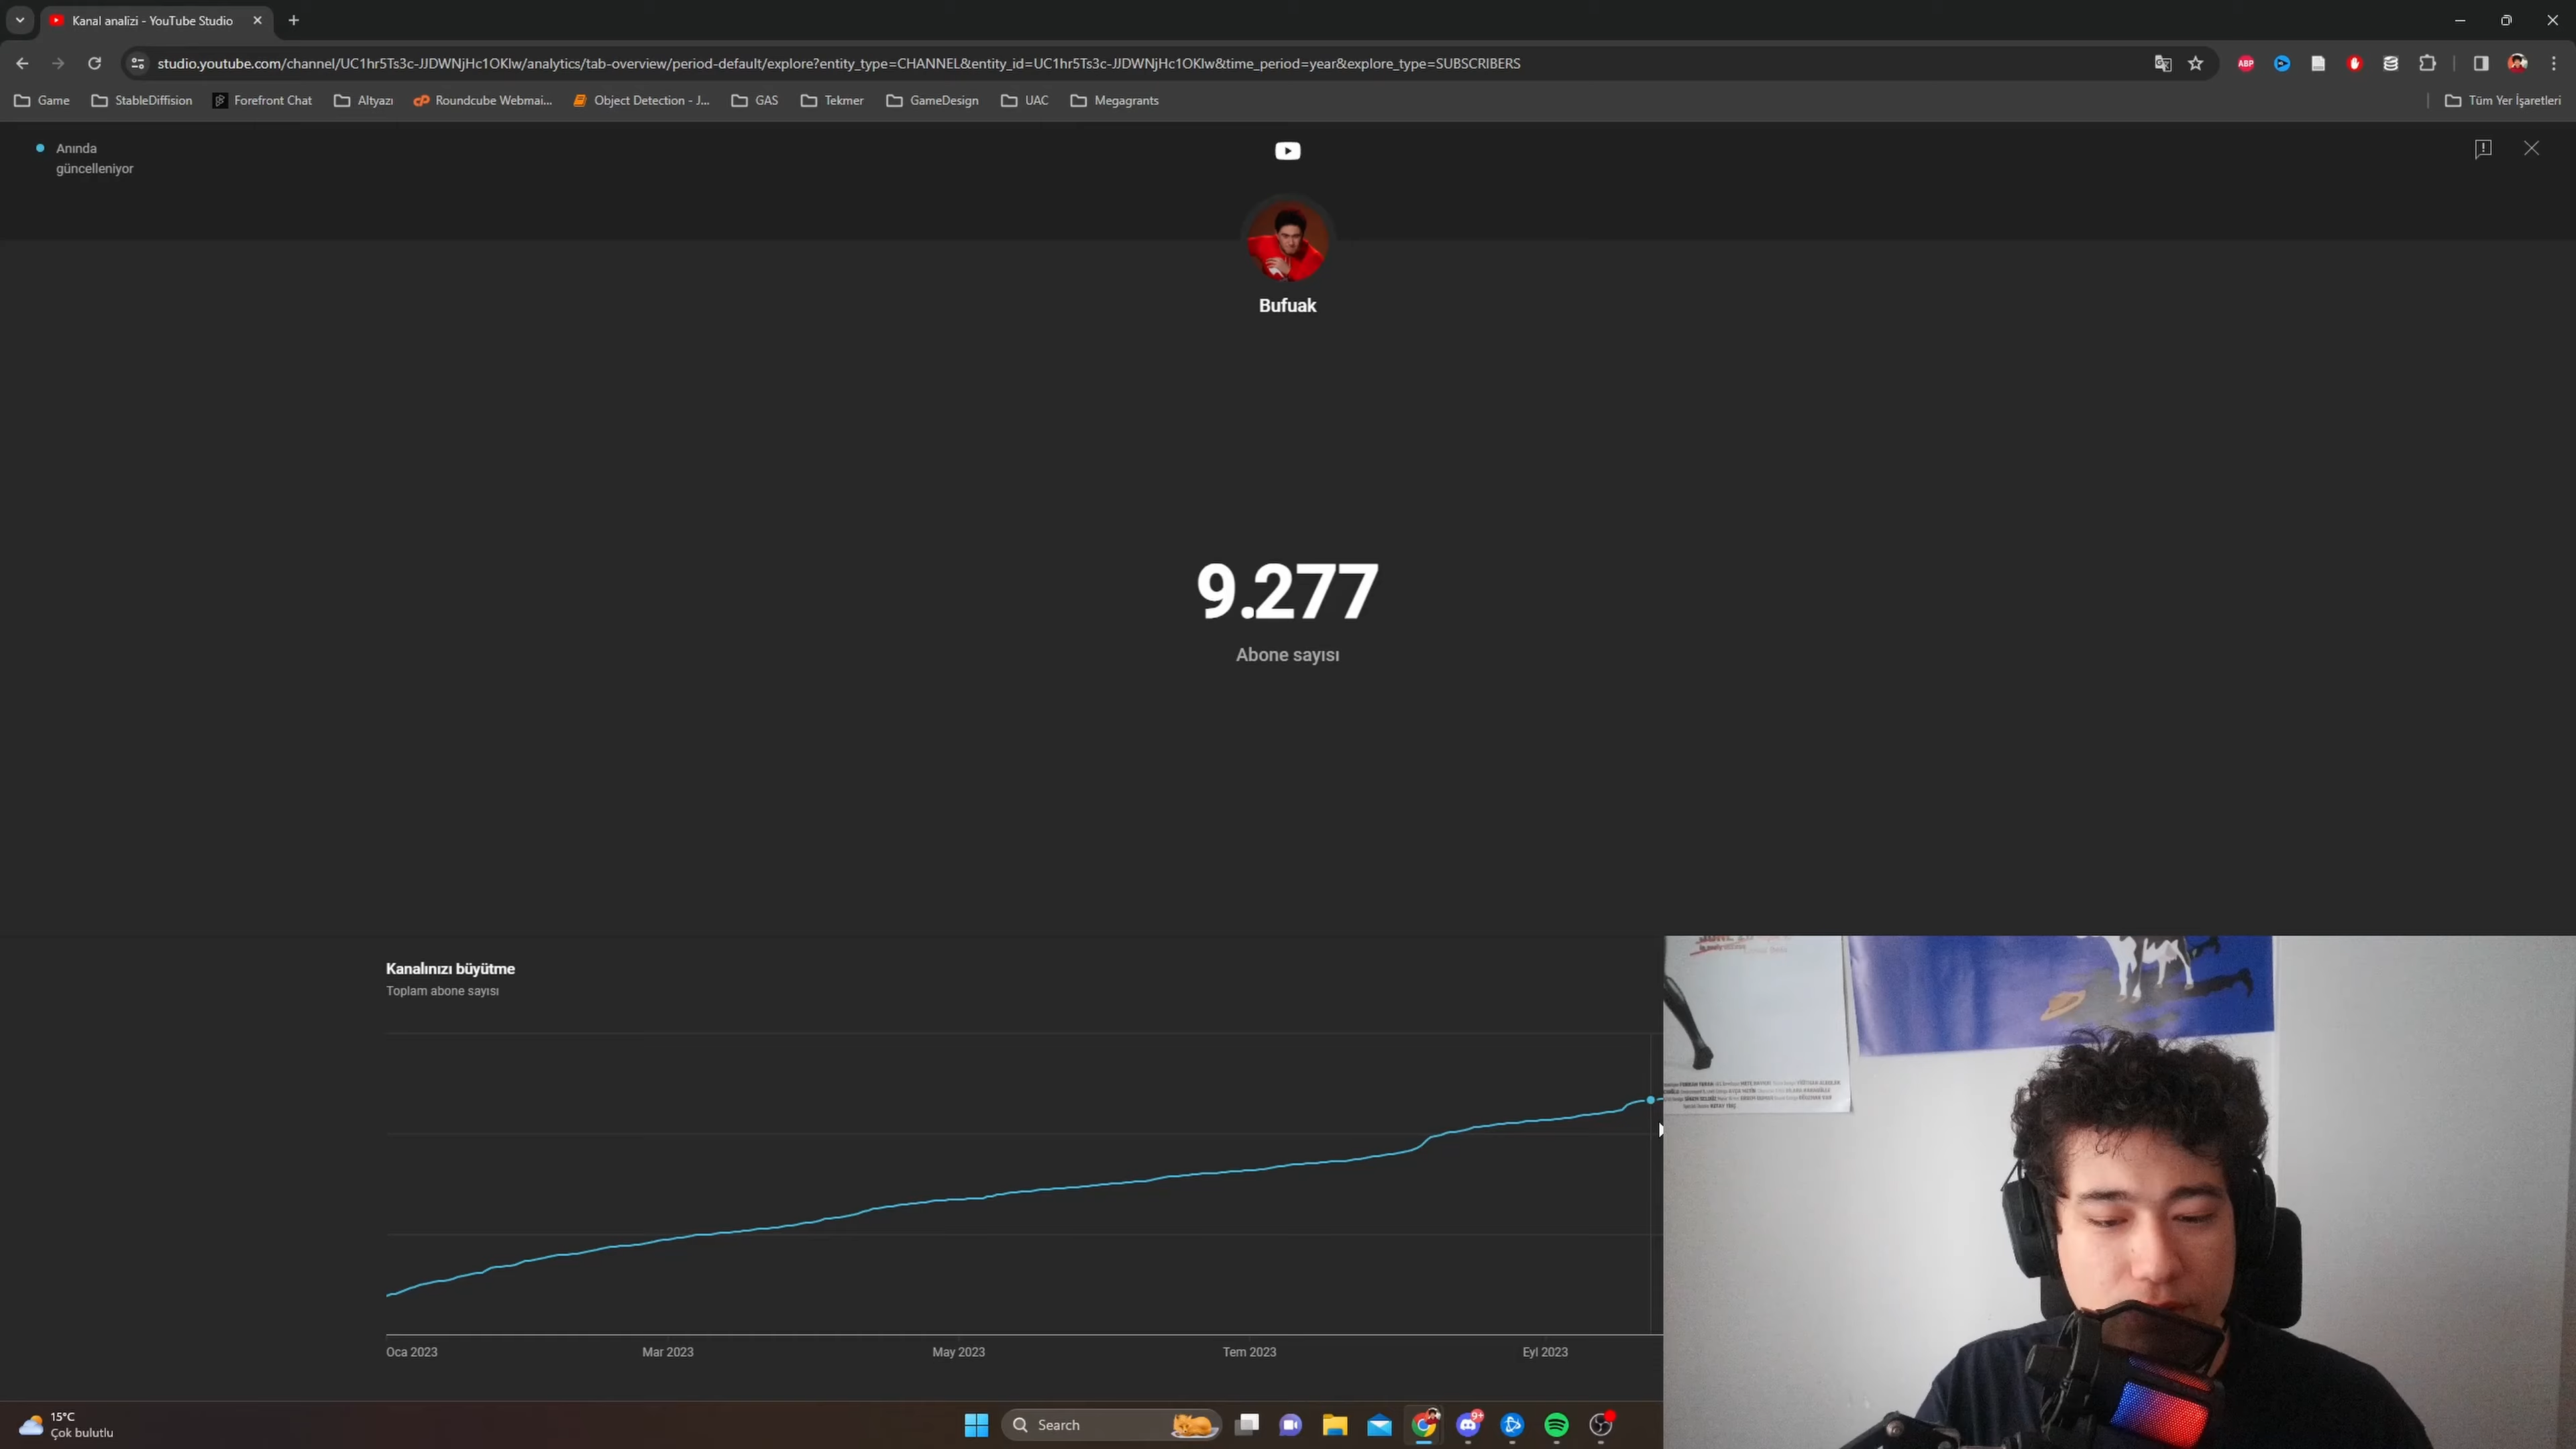 Kanal analizi - YouTube Studio
studio.youtube.com/channel/UC1hr5Ts3c-JJDWNjHc1OKlw/analytics/tab-overview/period-default/explore?entity_type=CHANNEL&entity_id=UC1hr5Ts3c-JJDWNjHc1OKlw&time_period=year&explore_type=SUBSCRIBERS
ABP
Game StableDiffision Forefront Chat Altyazı Roundcube Webmai... Object Detection - J... GAS Tekmer GameDesign UAC Megagrants Tüm Yer İşaretleri
Anında
güncelleniyor
Bufuak
9.277
Abone sayısı
Kanalınızı büyütme
Toplam abone sayısı
Oca 2023 Mar 2023 May 2023 Tem 2023 Eyl 2023
15°C
Çok bulutlu
Search
9+